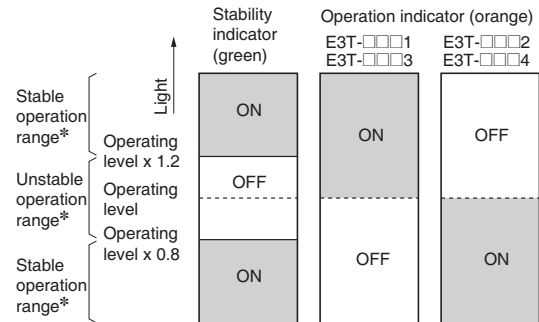 Stability
indicator
(green)
Operation indicator (orange)
E3T-□□□1
E3T-□□□3
E3T-□□□2
E3T-□□□4
Light
Stable
operation
range*
Operating
level x 1.2
Unstable
operation
range*
Operating
level
Operating
level x 0.8
Stable
operation
range*
ON
OFF
ON
ON
OFF
OFF
ON